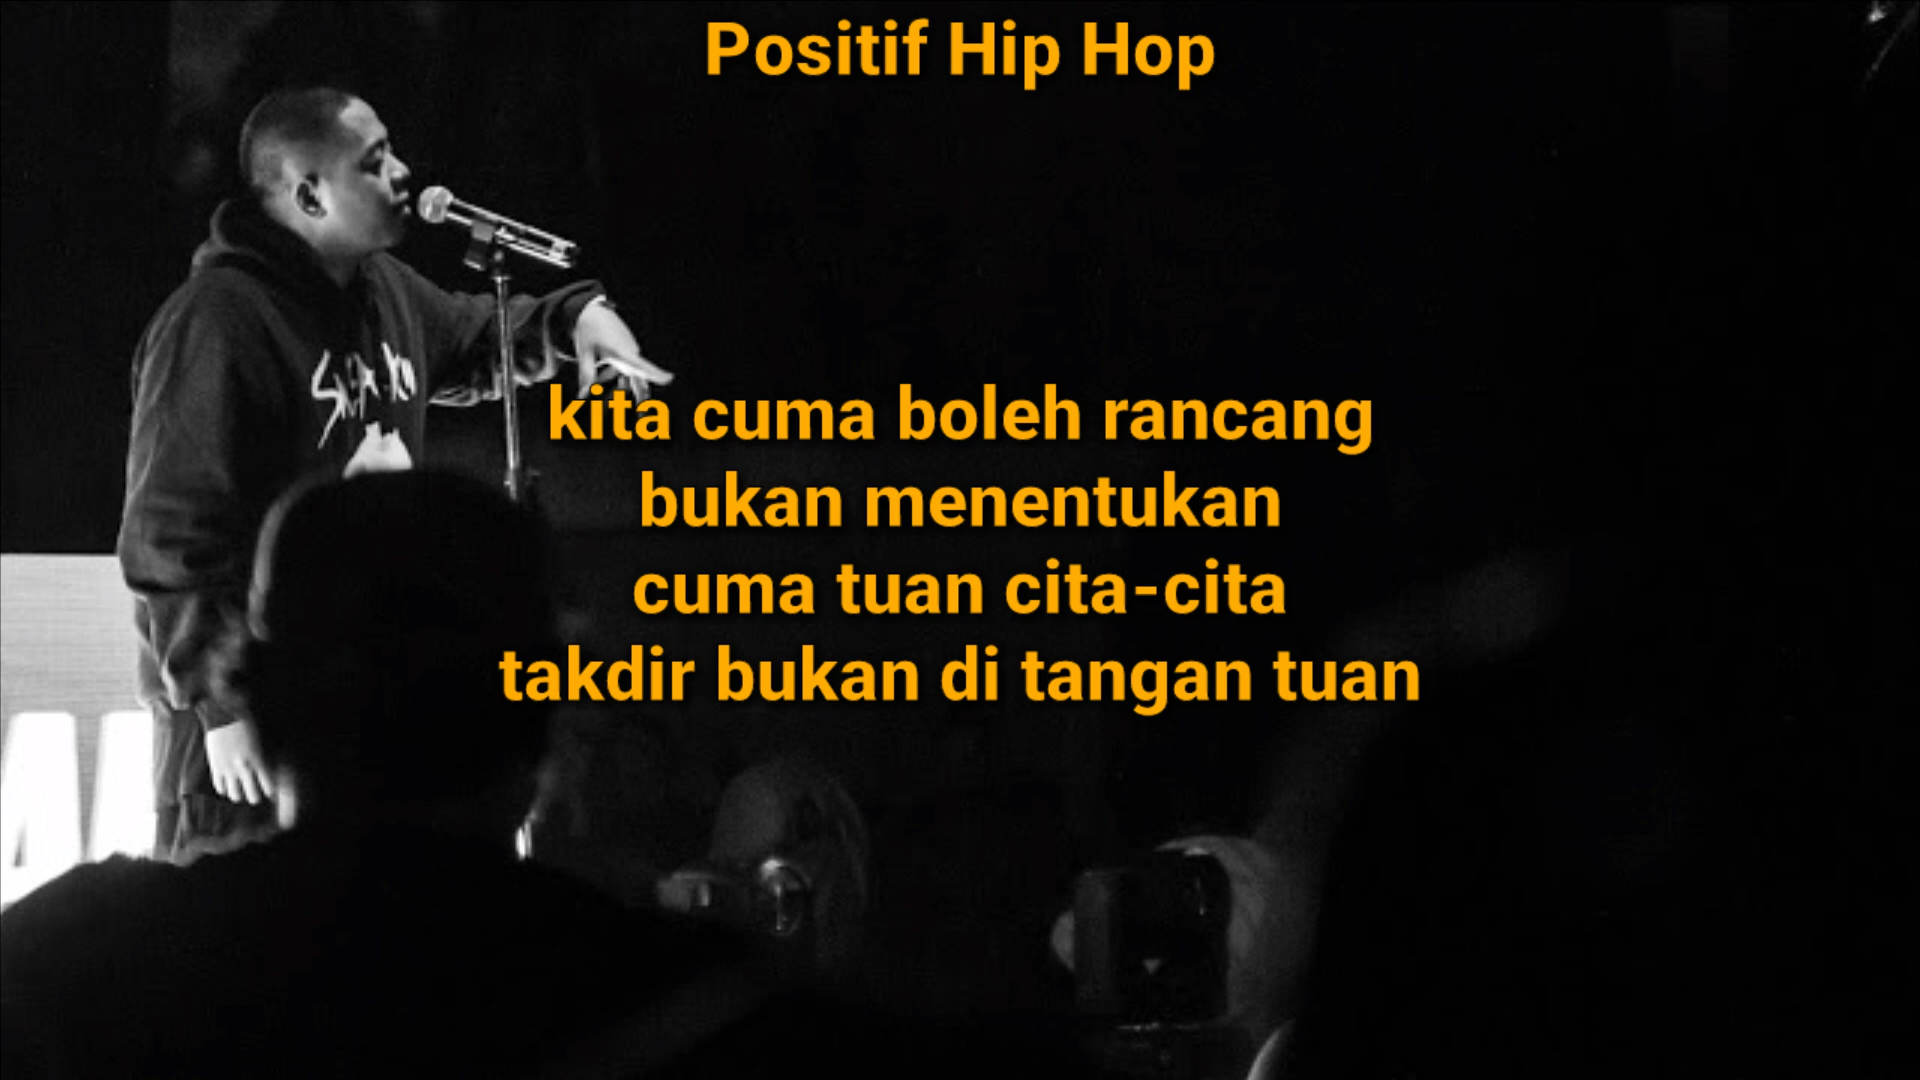 Positif Hip Hop
kita cuma boleh rancang
bukan menentukan
cuma tuan cita-cita
takdir bukan di tangan tuan